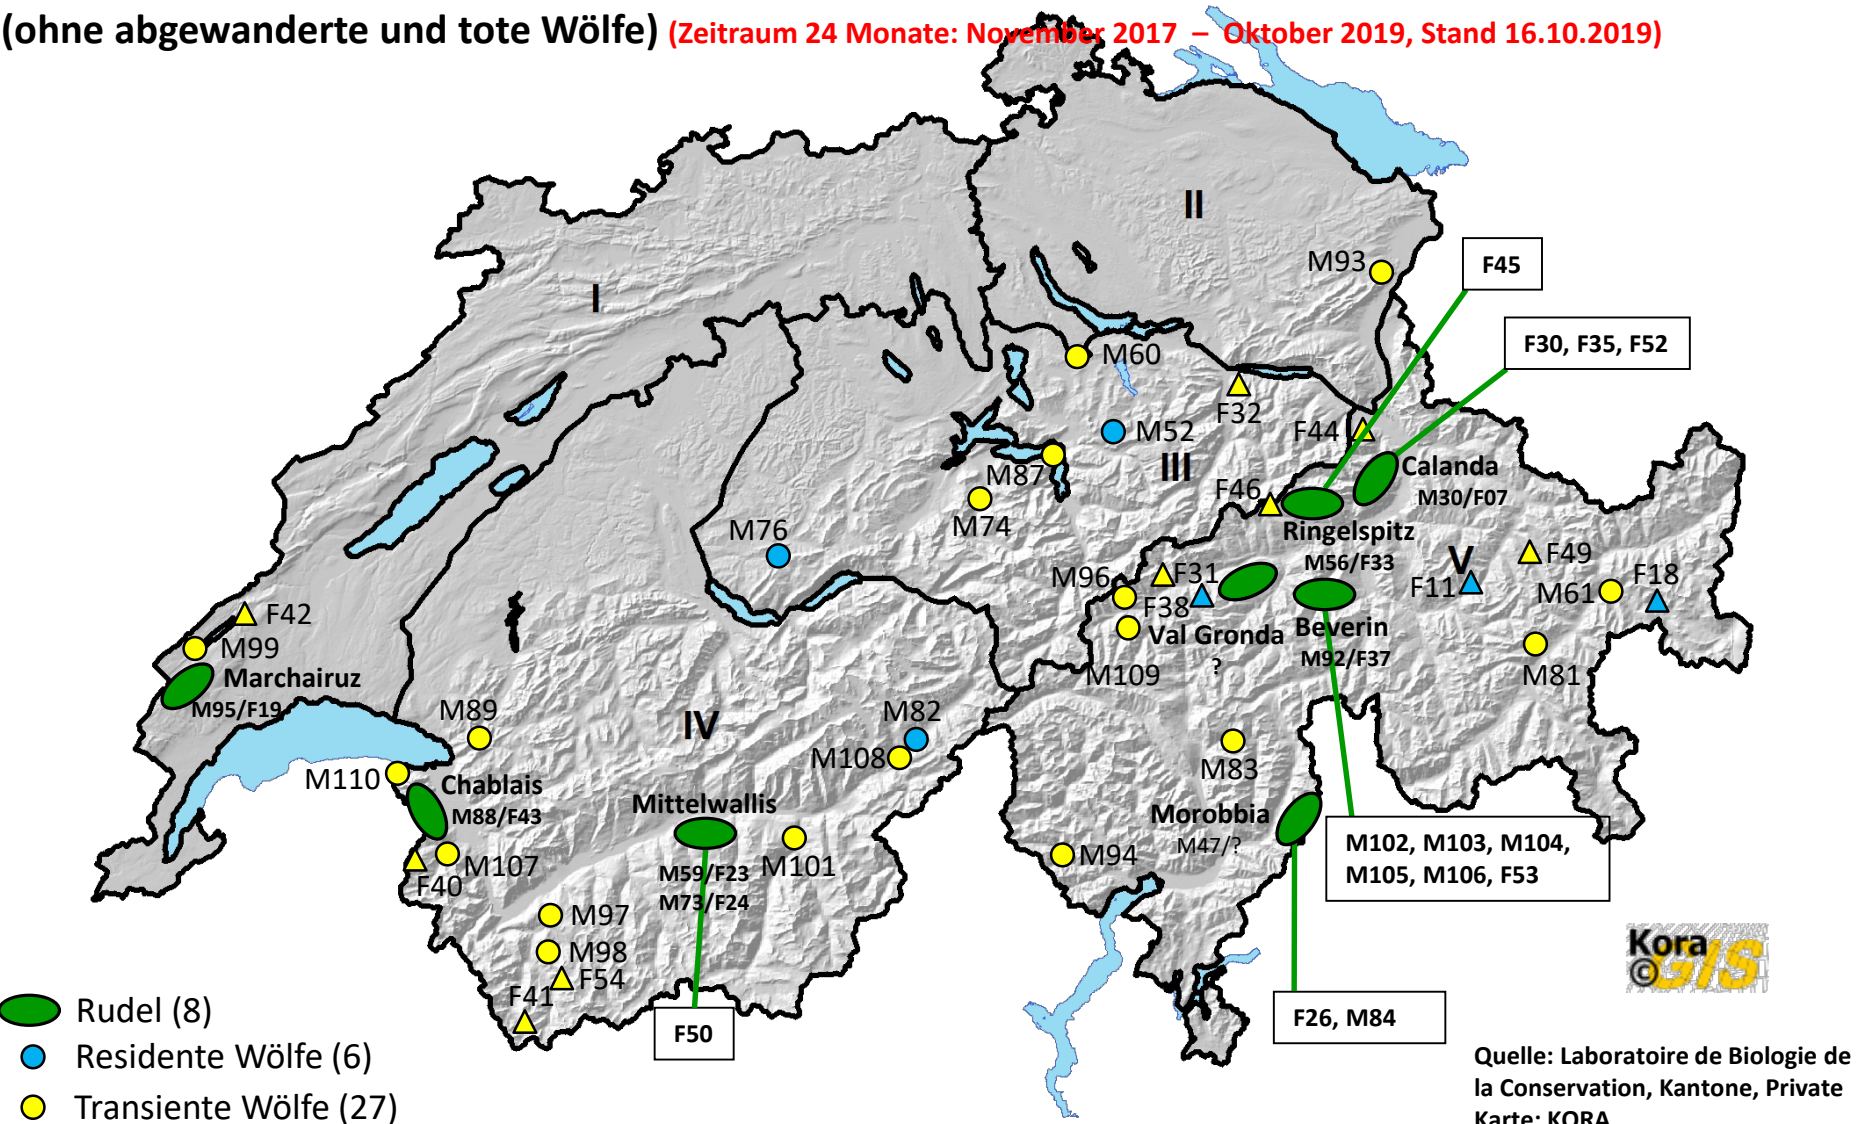 (ohne abgewanderte und tote Wölfe) (Zeitraum 24 Monate: November 2017 – Oktober 2019, Stand 16.10.2019)
II
M93
F45
I
F30, F35, F52
M60
F32
M52
F44
III
M87
Calanda
M30/F07
F46
M74
Ringelspitz
M56/F33
M76
V
F49
M96
F31
F11
F18
M61
F38
F42
M99
Val Gronda
?
Beverin
M92/F37
M109
M81
Marchairuz
M95/F19
M89
IV
M82
M108
M83
M110
Chablais
M88/F43
Mittelwallis
Morobbia
M47/?
M102, M103, M104,
M105, M106, F53
M107
F40
M59/F23
M73/F24
M101
M94
M97
M98
F54
F41
Kora
©GIS
Rudel (8)
F50
F26, M84
Residente Wölfe (6)
Transiente Wölfe (27)
Quelle: Laboratoire de Biologie de
la Conservation, Kantone, Private
Karte: KORA